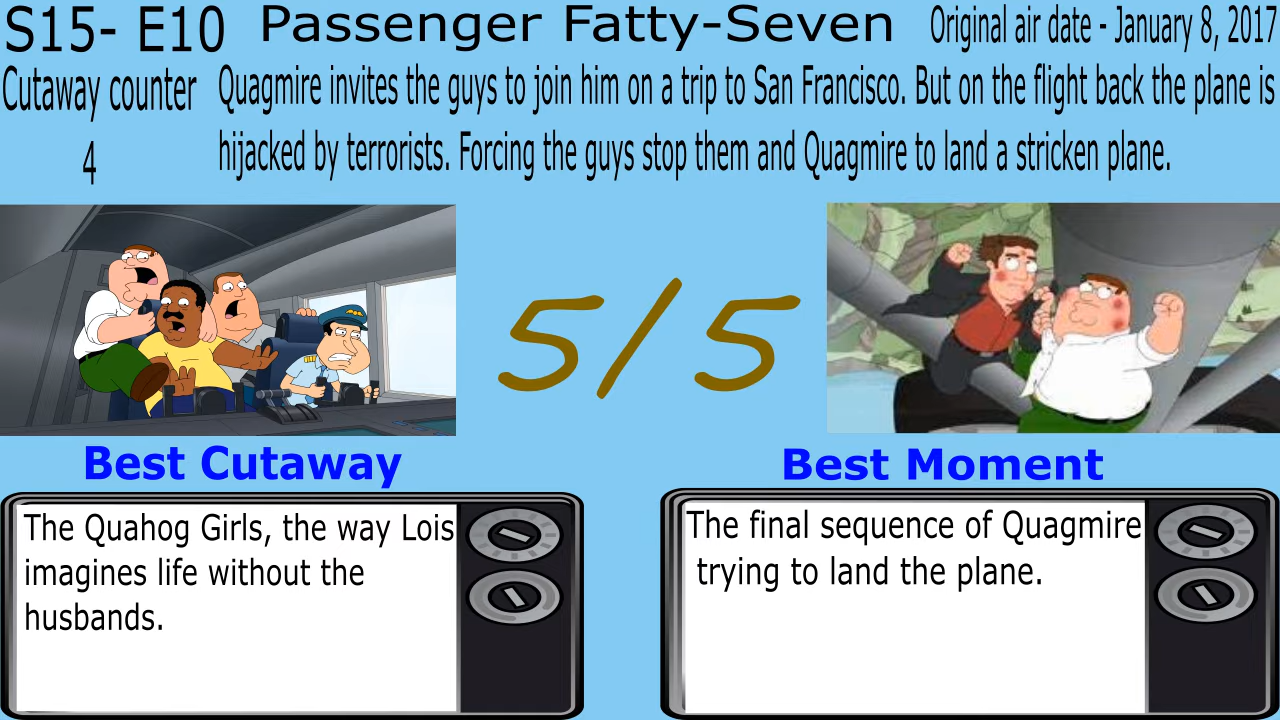 S15- E10 Passenger Fatty-Seven Original air date - January 8, 2017
Cutaway counter
4
Quagmire invites the guys to join him on a trip to San Francisco. But on the flight back the plane is
hijacked by terrorists. Forcing the guys stop them and Quagmire to land a stricken plane.
5/5
Best Cutaway
The Quahog Girls, the way Lois
imagines life without the
husbands.
Best Moment
The final sequence of Quagmire
trying to land the plane.